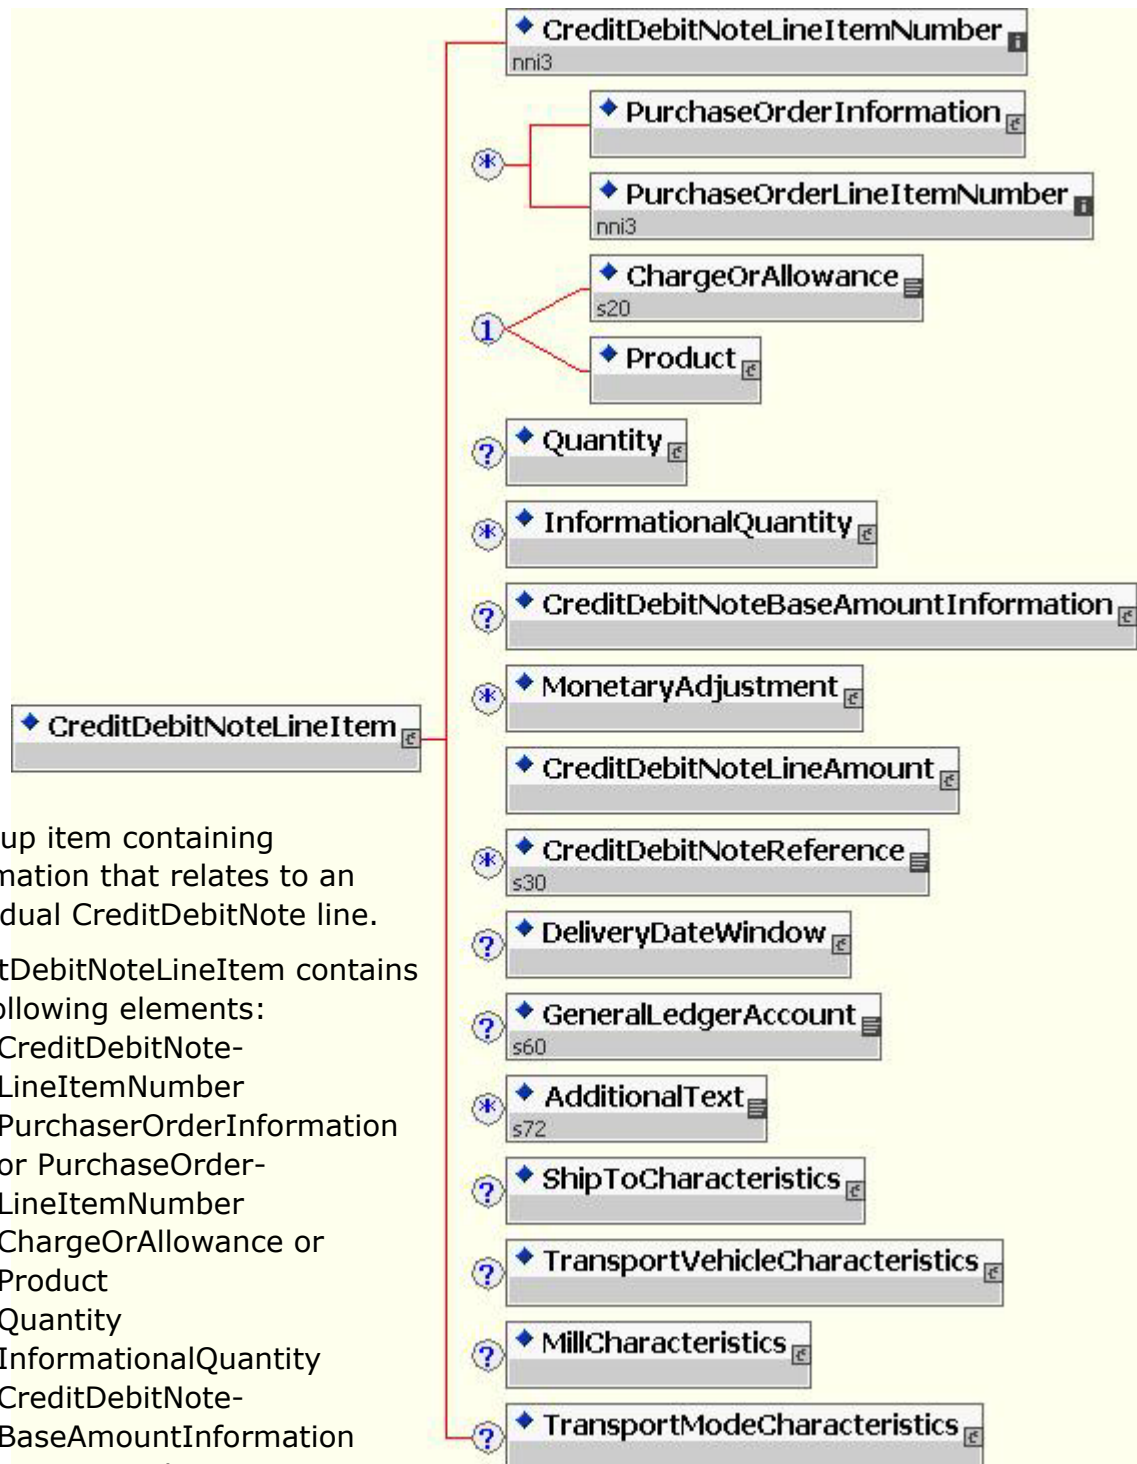 CreditDebitNoteLineItemNumber
nni3
PurchaseOrderInformation
*
PurchaseOrderLineItemNumber
nni3
ChargeOrAllowance
s20
1
Product
? Quantity
* InformationalQuantity
? CreditDebitNoteBaseAmountInformation
* MonetaryAdjustment
CreditDebitNoteLineItem
CreditDebitNoteLineAmount
* CreditDebitNoteReference
s30
? DeliveryDateWindow
? GeneralLedgerAccount
s60
* AdditionalText
s72
? ShipToCharacteristics
? TransportVehicleCharacteristics
? MillCharacteristics
? TransportModeCharacteristics
up item containing
mation that relates to an
dual CreditDebitNote line.
tDebitNoteLineItem contains
ollowing elements:
CreditDebitNote-
LineItemNumber
PurchaserOrderInformation
or PurchaseOrder-
LineItemNumber
ChargeOrAllowance or
Product
Quantity
InformationalQuantity
CreditDebitNote-
BaseAmountInformation